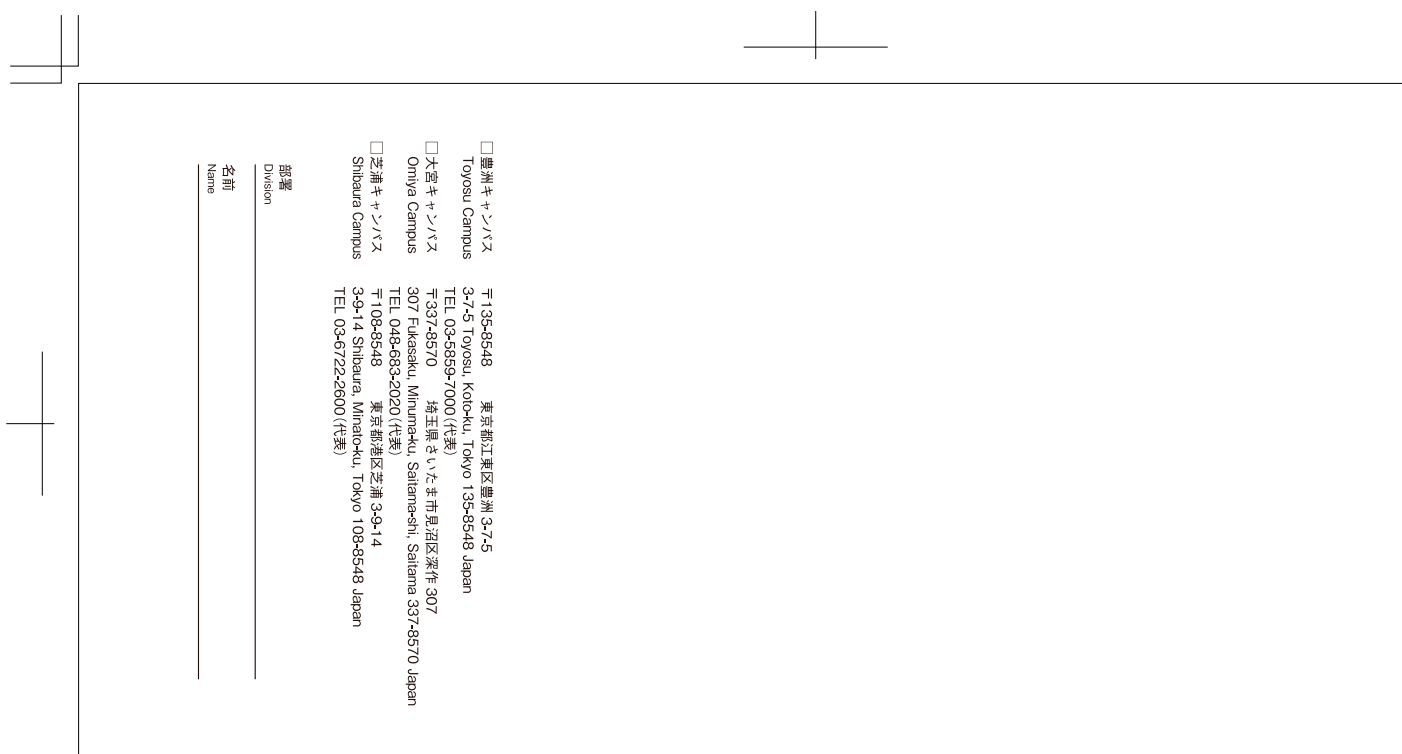 □豊洲キャンパス 〒135-8548 東京都江東区豊洲 3-7-5
Toyosu Campus 3-7-5 Toyosu, Koto-ku, Tokyo 135-8548 Japan
TEL 03-5859-7000(代表)
□大宮キャンパス 〒337-8570 埼玉県さいたま市見沼区深作 307
Omiya Campus 307 Fukasaku, Minuma-ku, Saitama-shi, Saitama 337-8570 Japan
TEL 048-683-2020(代表)
□芝浦キャンパス 〒108-8548 東京都港区芝浦 3-9-14
Shibaura Campus 3-9-14 Shibaura, Minato-ku, Tokyo 108-8548 Japan
TEL 03-6722-2600(代表)
部署
Division
名前
Name